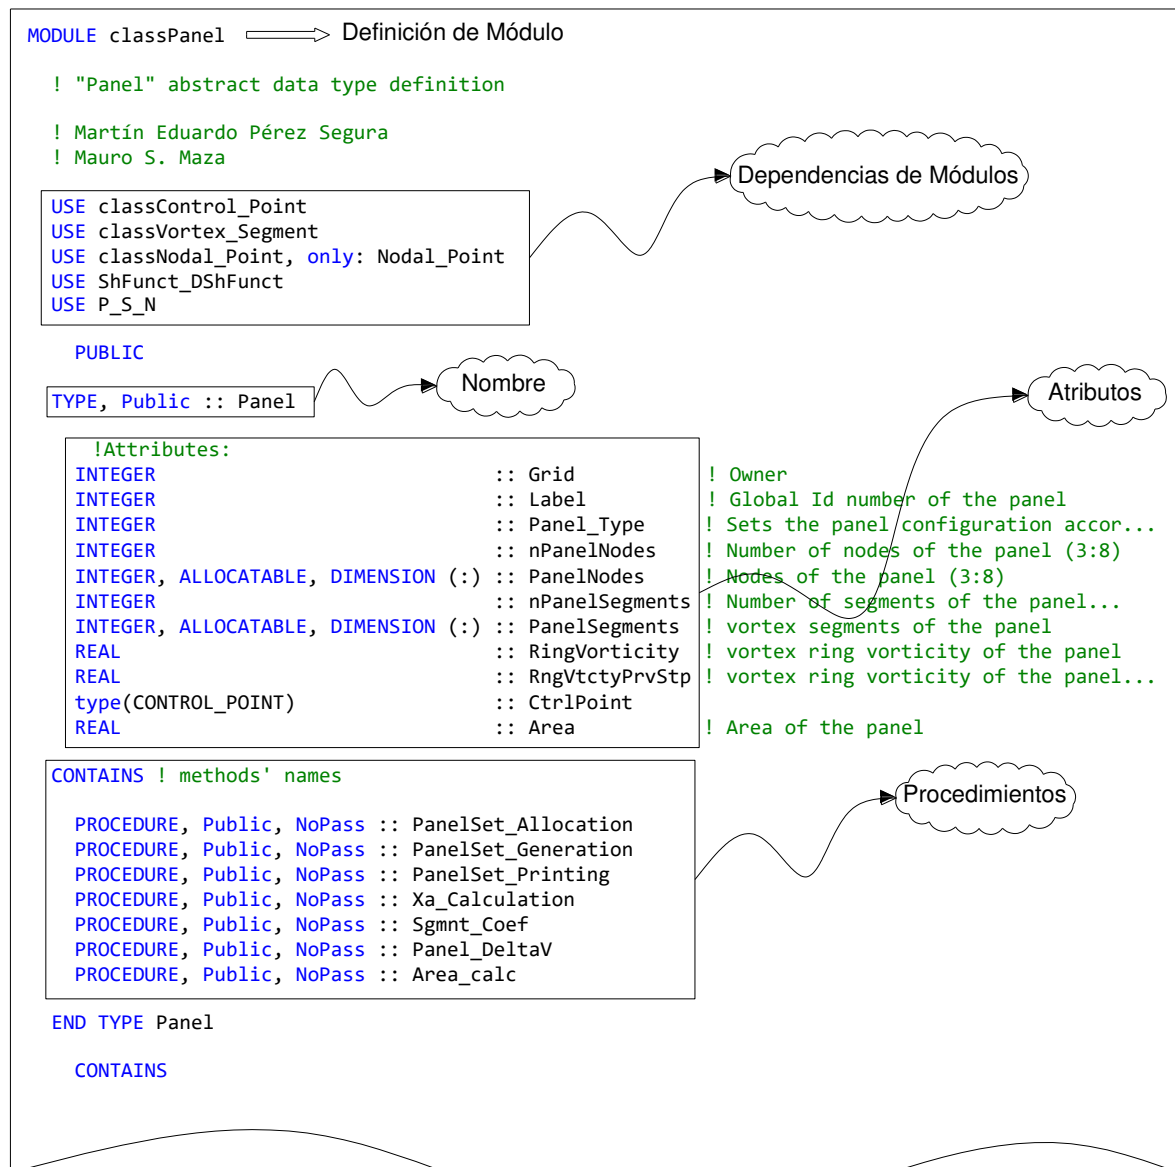 MODULE classPanel Definición de Módulo
! "Panel" abstract data type definition
! Martín Eduardo Pérez Segura
! Mauro S. Maza
Dependencias de Módulos
USE classControl_Point
USE classVortex_Segment
USE classNodal_Point, only: Nodal_Point
USE ShFunct_DShFunct
USE P_S_N
PUBLIC
Nombre
TYPE, Public :: Panel
Atributos
!Attributes:
INTEGER :: Grid ! Owner
INTEGER :: Label ! Global Id number of the panel
INTEGER :: Panel_Type ! Sets the panel configuration accor...
INTEGER :: nPanelNodes ! Number of nodes of the panel (3:8)
INTEGER, ALLOCATABLE, DIMENSION (:) :: PanelNodes ! Nodes of the panel (3:8)
INTEGER :: nPanelSegments ! Number of segments of the panel...
INTEGER, ALLOCATABLE, DIMENSION (:) :: PanelSegments ! vortex segments of the panel
REAL :: RingVorticity ! vortex ring vorticity of the panel
REAL :: RngVtctyPrvStp ! vortex ring vorticity of the panel...
type(CONTROL_POINT) :: CtrlPoint
REAL :: Area ! Area of the panel
CONTAINS ! methods' names
Procedimientos
PROCEDURE, Public, NoPass :: PanelSet_Allocation
PROCEDURE, Public, NoPass :: PanelSet_Generation
PROCEDURE, Public, NoPass :: PanelSet_Printing
PROCEDURE, Public, NoPass :: Xa_Calculation
PROCEDURE, Public, NoPass :: Sgmnt_Coef
PROCEDURE, Public, NoPass :: Panel_DeltaV
PROCEDURE, Public, NoPass :: Area_calc
END TYPE Panel
CONTAINS